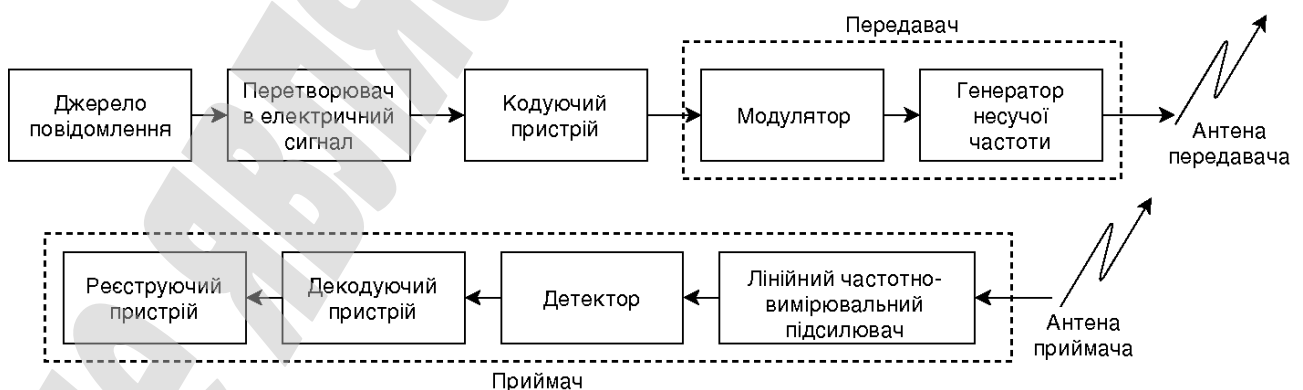 Передавач
Джерело
повідомлення
Перетворювач
в електричний
сигнал
Кодуючий
пристрій
Модулятор
Генератор
несучої
частоти
Антена
передавача
Реєструючий
пристрій
Декодуючий
пристрій
Детектор
Лінійний частотно-
вимірювальний
підсилювач
Антена
приймача
Приймач